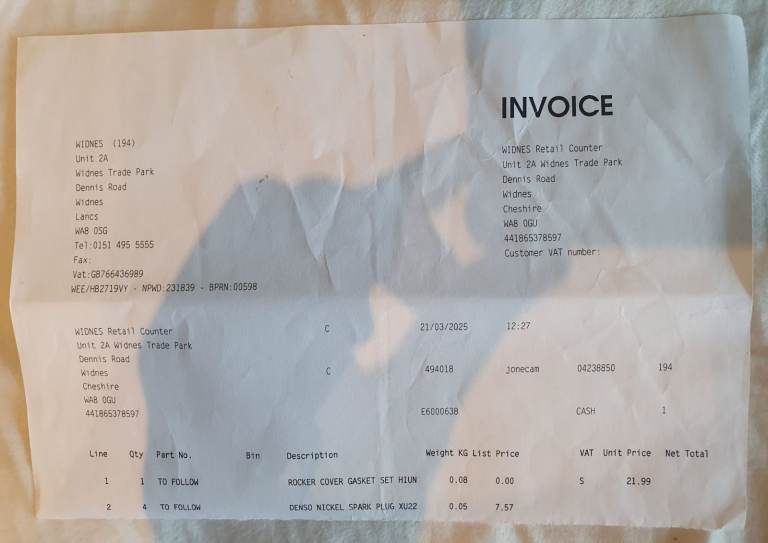 INVOICE
WIDNES (194)
Unit 2A
Widnes Trade Park
Dennis Road
Widnes
Lancs
WA8 0SG
Tel:0151 495 5555
Fax:
Vat:GB766436989
WEE/HB2719VY - NPWD:231839 - BPRN:00598
WIDNES Retail Counter
Unit 2A Widnes Trade Park
Dennis Road
Widnes
Cheshire
WA8 0GU
441865378597
Customer VAT number:
WIDNES Retail Counter C 21/03/2025 12:27
Unit 2A Widnes Trade Park
Dennis Road
Widnes C 494018 jonecam 04238850 194
Cheshire
WA8 0GU
441865378597 E6000638 CASH 1
Line Qty Part No. Bin Description Weight KG List Price VAT Unit Price Net Total
1 1 TO FOLLOW ROCKER COVER GASKET SET HIUN 0.08 0.00 S 21.99
2 4 TO FOLLOW DENSO NICKEL SPARK PLUG XU22 0.05 7.57